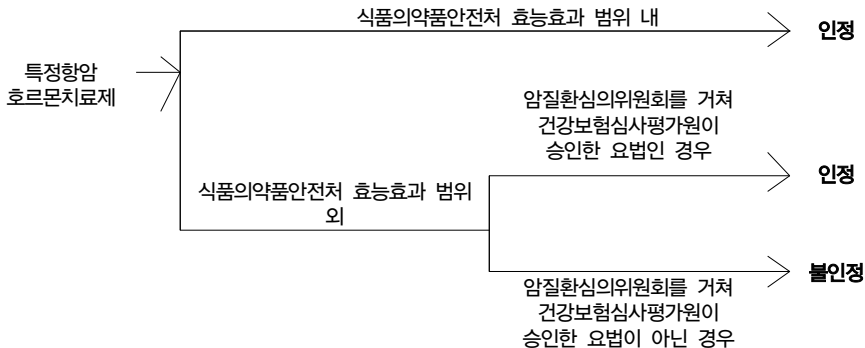 식품의약품안전처 효능효과 범위 내
인정
특정항암
호르몬치료제
암질환심의위원회를 거쳐
건강보험심사평가원이
승인한 요법인 경우
인정
식품의약품안전처 효능효과 범위
외
불인정
암질환심의위원회를 거쳐
건강보험심사평가원이
승인한 요법이 아닌 경우